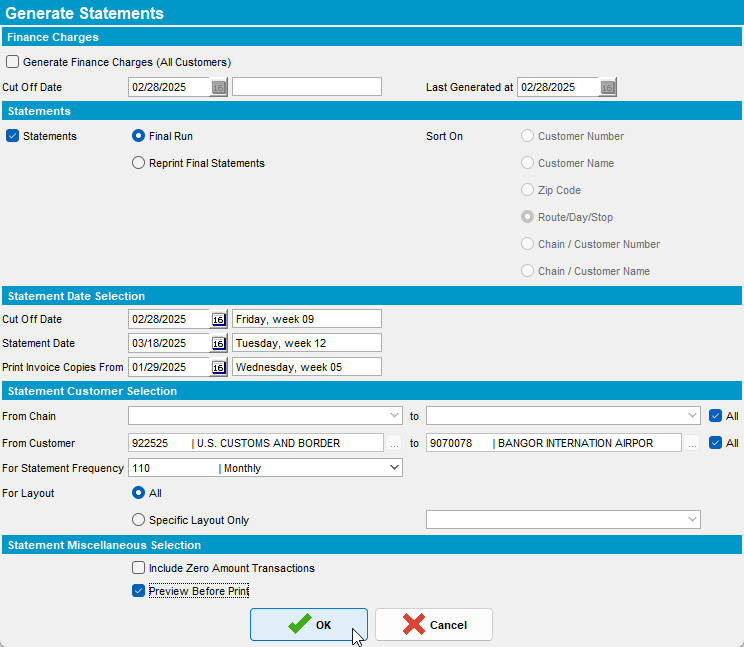 Generate Statements
Finance Charges
Generate Finance Charges (All Customers)
Cut Off Date 02/28/2025 16 Last Generated at 02/28/2025 16
Statements
Statements Final Run Sort On Customer Number
Reprint Final Statements Customer Name
Zip Code
Route/Day/Stop
Chain / Customer Number
Chain / Customer Name
Statement Date Selection
Cut Off Date 02/28/2025 16 Friday, week 09
Statement Date 03/18/2025 16 Tuesday, week 12
Print Invoice Copies From 01/29/2025 16 Wednesday, week 05
Statement Customer Selection
From Chain to All
From Customer 922525 | U.S. CUSTOMS AND BORDER ... to 9070078 | BANGOR INTERNATION AIRPOR ... All
For Statement Frequency 110 | Monthly
For Layout All
Specific Layout Only
Statement Miscellaneous Selection
Include Zero Amount Transactions
Preview Before Print
OK Cancel